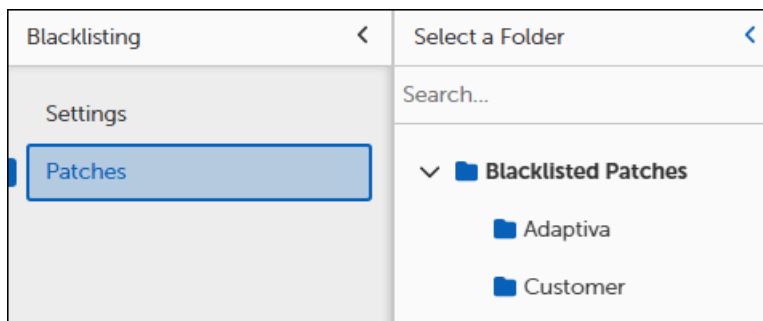 Blacklisting
Settings
Patches
Select a Folder
Search...
Blacklisted Patches
Adaptiva
Customer